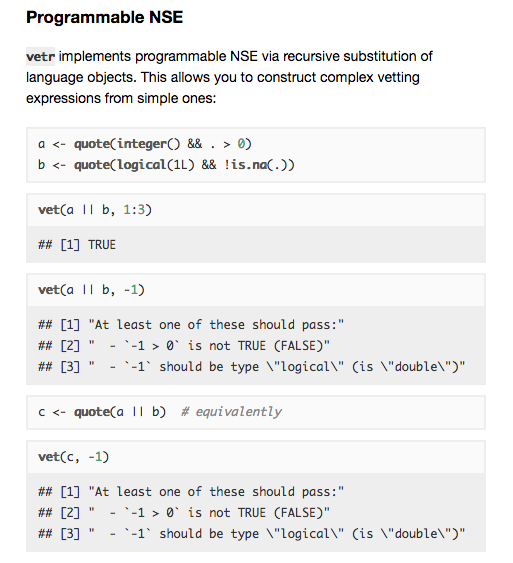 Programmable NSE
vetr implements programmable NSE via recursive substitution of
language objects. This allows you to construct complex vetting
expressions from simple ones:
a <- quote(integer() && . > 0)
b <- quote(logical(1L) && !is.na(.))
vet(a || b, 1:3)
## [1] TRUE
vet(a || b, -1)
## [1] "At least one of these should pass:"
## [2] "  - `-1 > 0` is not TRUE (FALSE)"
## [3] "  - `-1` should be type \"logical\" (is \"double\")"
c <- quote(a || b)  # equivalently
vet(c, -1)
## [1] "At least one of these should pass:"
## [2] "  - `-1 > 0` is not TRUE (FALSE)"
## [3] "  - `-1` should be type \"logical\" (is \"double\")"